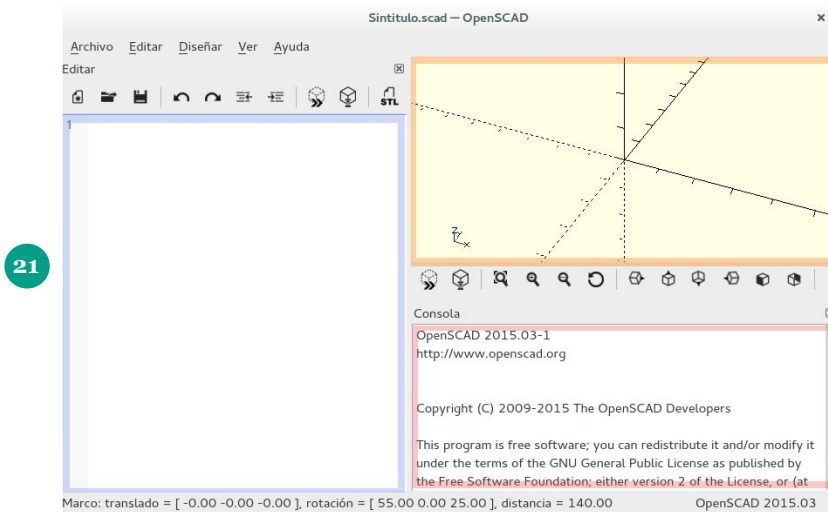 Sintitulo.scad — OpenSCAD
Archivo Editar Diseñar Ver Ayuda
Editar
STL
1
21
Z
Y
x
Consola
OpenSCAD 2015.03-1
http://www.openscad.org
Copyright (C) 2009-2015 The OpenSCAD Developers
This program is free software; you can redistribute it and/or modify it
under the terms of the GNU General Public License as published by
the Free Software Foundation; either version 2 of the License, or (at
Marco: translado = [ -0.00 -0.00 -0.00 ], rotación = [ 55.00 0.00 25.00 ], distancia = 140.00 OpenSCAD 2015.03